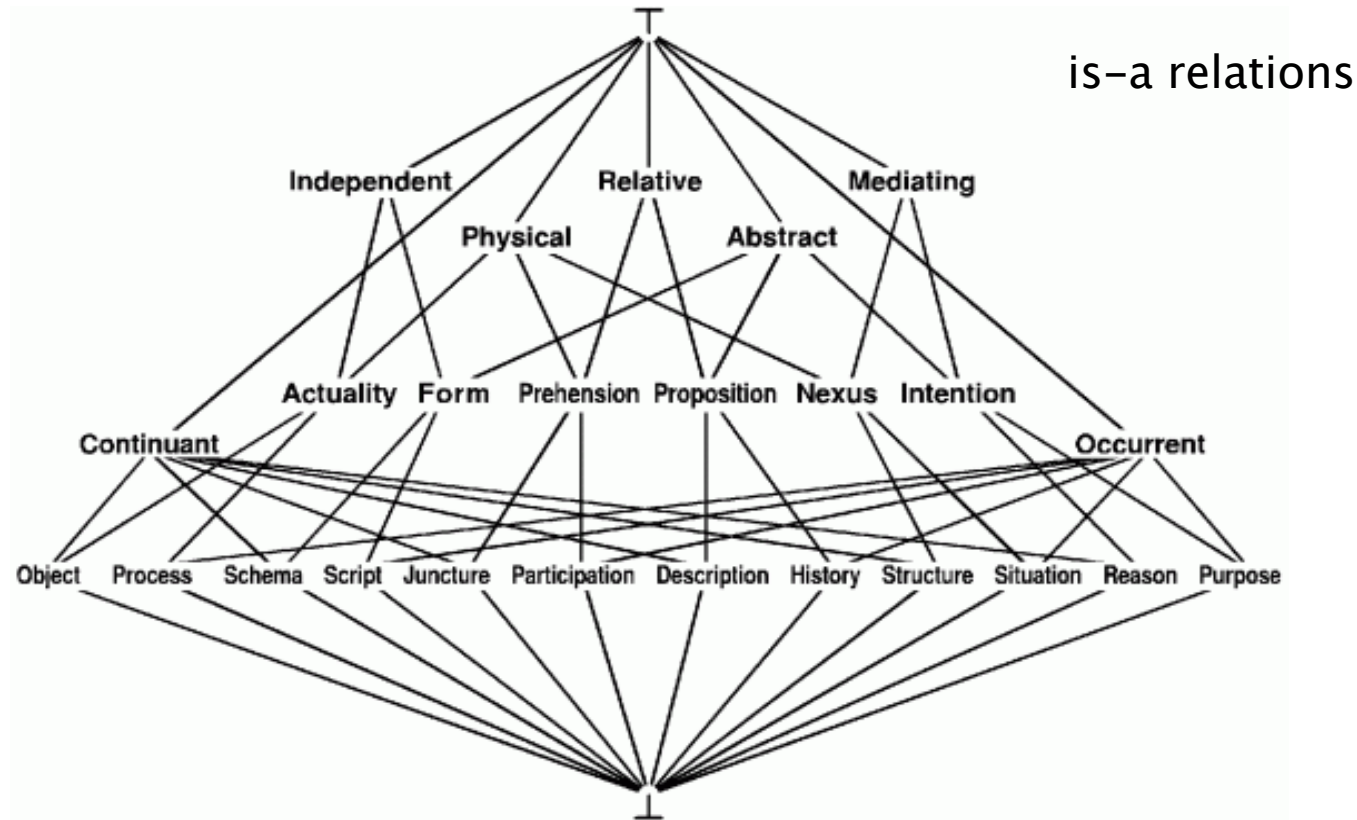 T
is-a relations
Independent Relative Mediating
Physical Abstract
Actuality Form Prehension Proposition Nexus Intention
Continuant Occurrent
Object Process Schema Script Juncture Participation Description History Structure Situation Reason Purpose
⊥